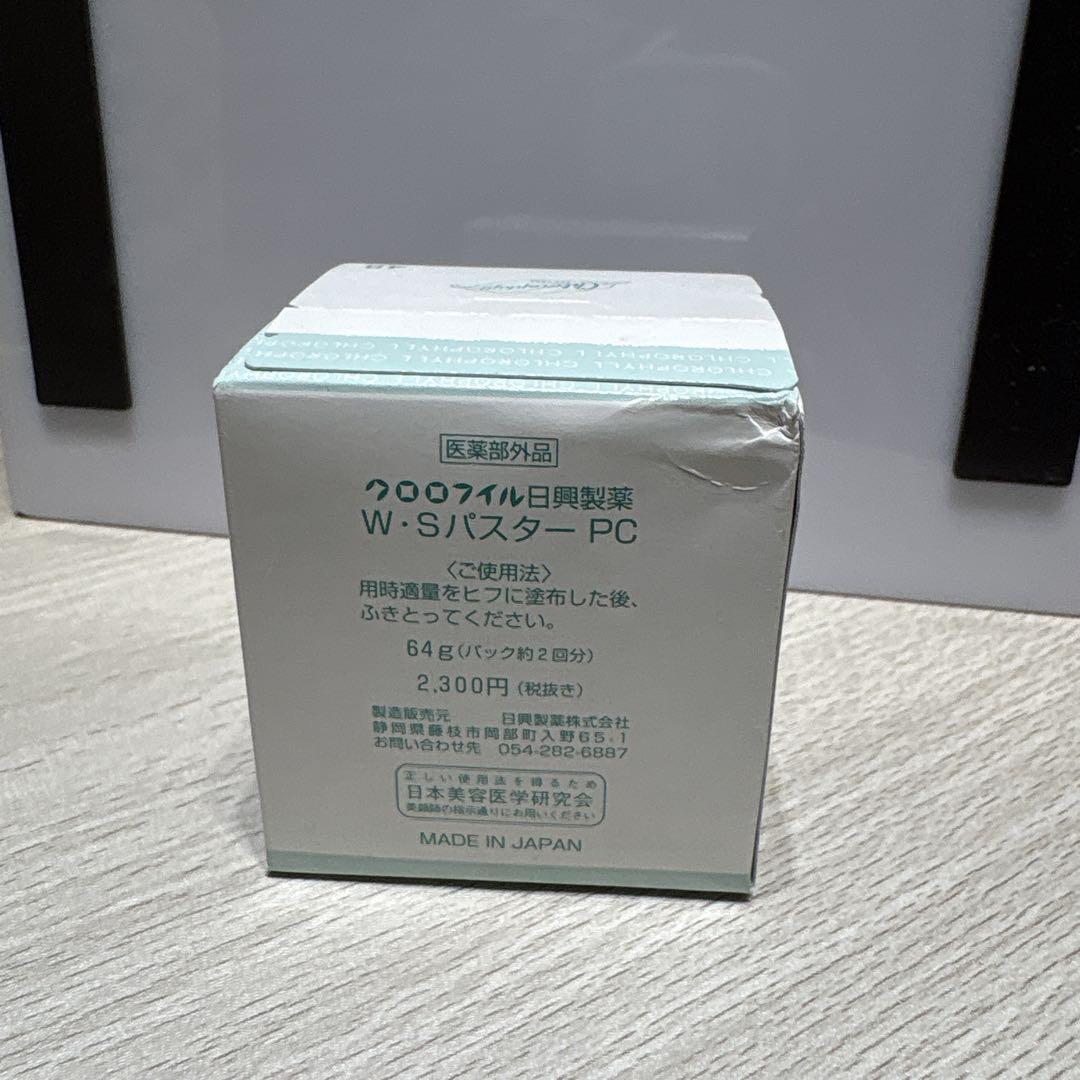 Chlorophyll
CHLOROPHYLL CHLOROPHYLL CHLOROPHYLL
医薬部外品
クロロフイル日興製薬
W・SパスターPC
〈ご使用法〉
用時適量をヒフに塗布した後、
ふきとってください。
64g(パック約2回分)
2,300円(税抜き)
製造販売元 日興製薬株式会社
静岡県藤枝市岡部町入野65-1
お問い合わせ先 054-282-6887
正しい使用法を得るため
日本美容医学研究会
美顔師の指示通りにお用いください
MADE IN JAPAN